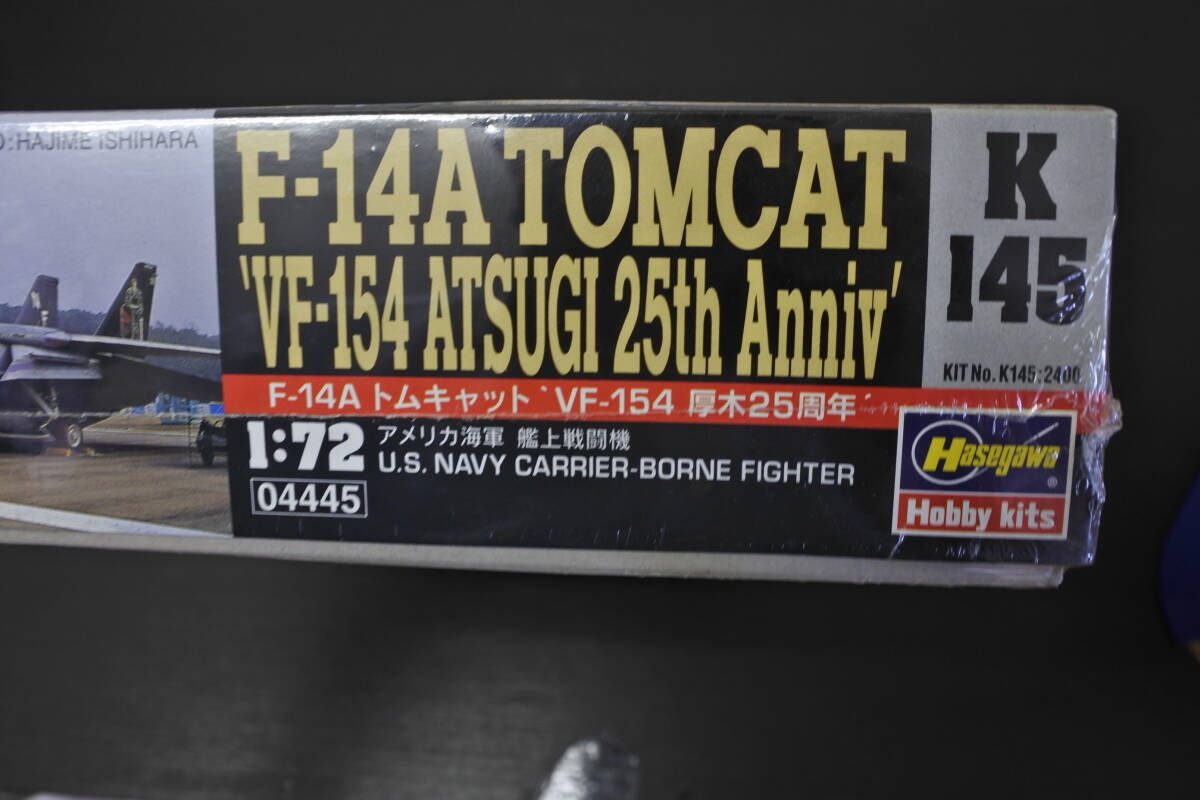 :HAJIME ISHIHARA
F-14A TOMCAT
'VF-154 ATSUGI 25th Anniv'
K
145
KIT No. K145:2400
F-14A トムキャット 'VF-154 厚木25周年'
1:72
アメリカ海軍 艦上戦闘機
U.S. NAVY CARRIER-BORNE FIGHTER
04445
Hasegawa®
Hobby kits